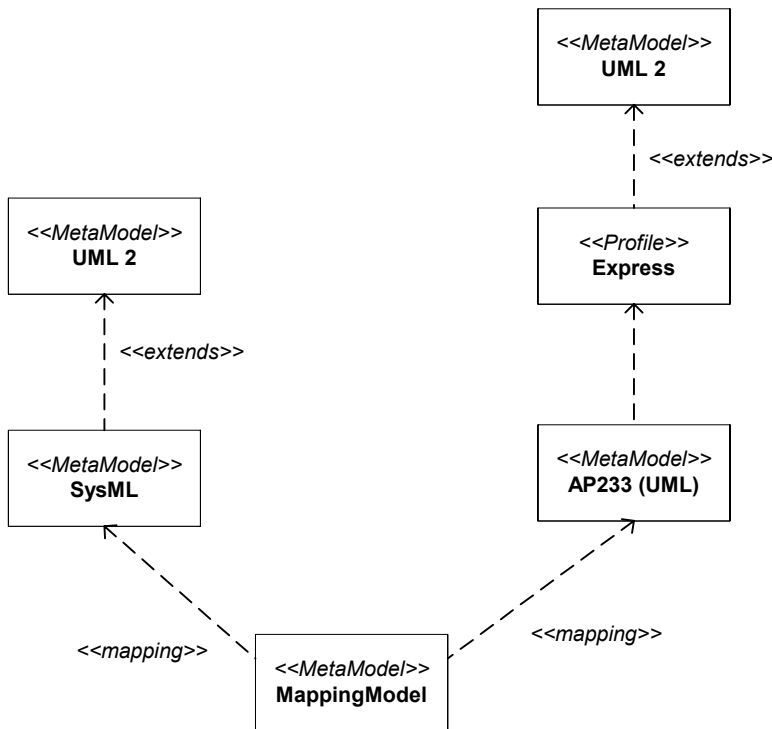 <<MetaModel>>
UML 2
<<extends>>
<<MetaModel>>
UML 2
<<Profile>>
Express
<<extends>>
<<MetaModel>>
SysML
<<MetaModel>>
AP233 (UML)
<<mapping>>
<<mapping>>
<<MetaModel>>
MappingModel